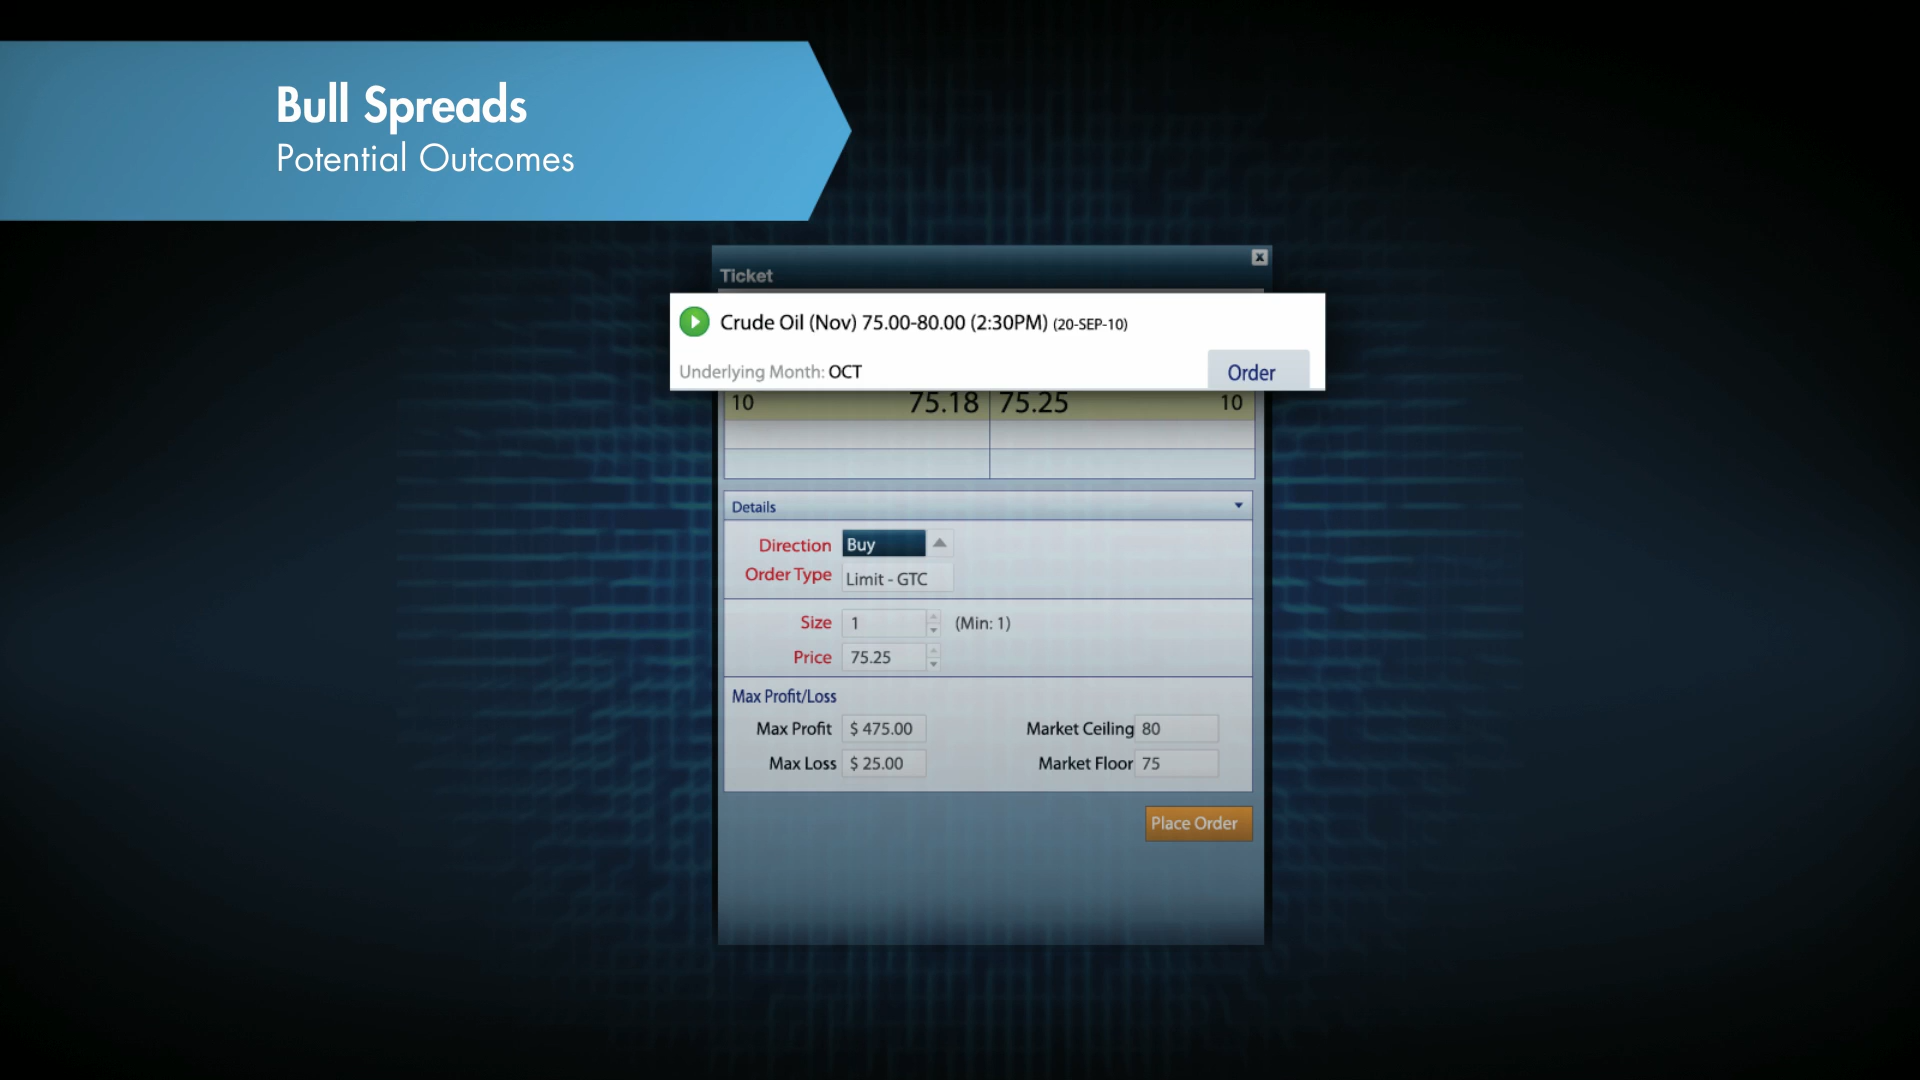 Bull Spreads
Potential Outcomes
Ticket
x
Crude Oil (Nov) 75.00-80.00 (2:30PM) (20-SEP-10)
Underlying Month: OCT
Order
10 75.18 75.25 10
Details
Direction Buy
Order Type Limit - GTC
Size 1 (Min: 1)
Price 75.25
Max Profit/Loss
Max Profit $ 475.00 Market Ceiling 80
Max Loss $ 25.00 Market Floor 75
Place Order